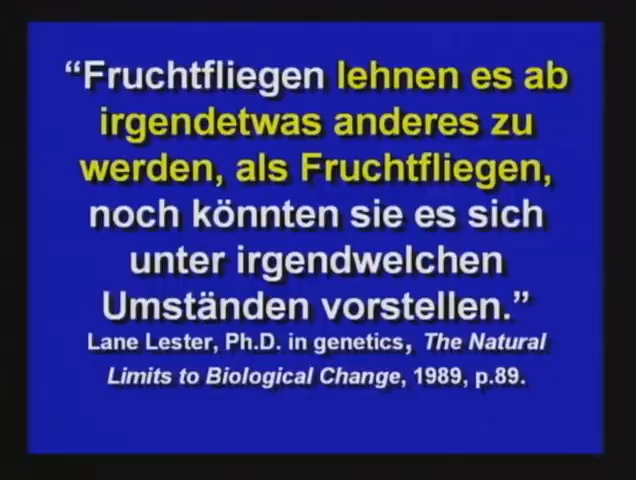 “Fruchtfliegen lehnen es ab
irgendetwas anderes zu
werden, als Fruchtfliegen,
noch könnten sie es sich
unter irgendwelchen
Umständen vorstellen.”
Lane Lester, Ph.D. in genetics, The Natural
Limits to Biological Change, 1989, p.89.